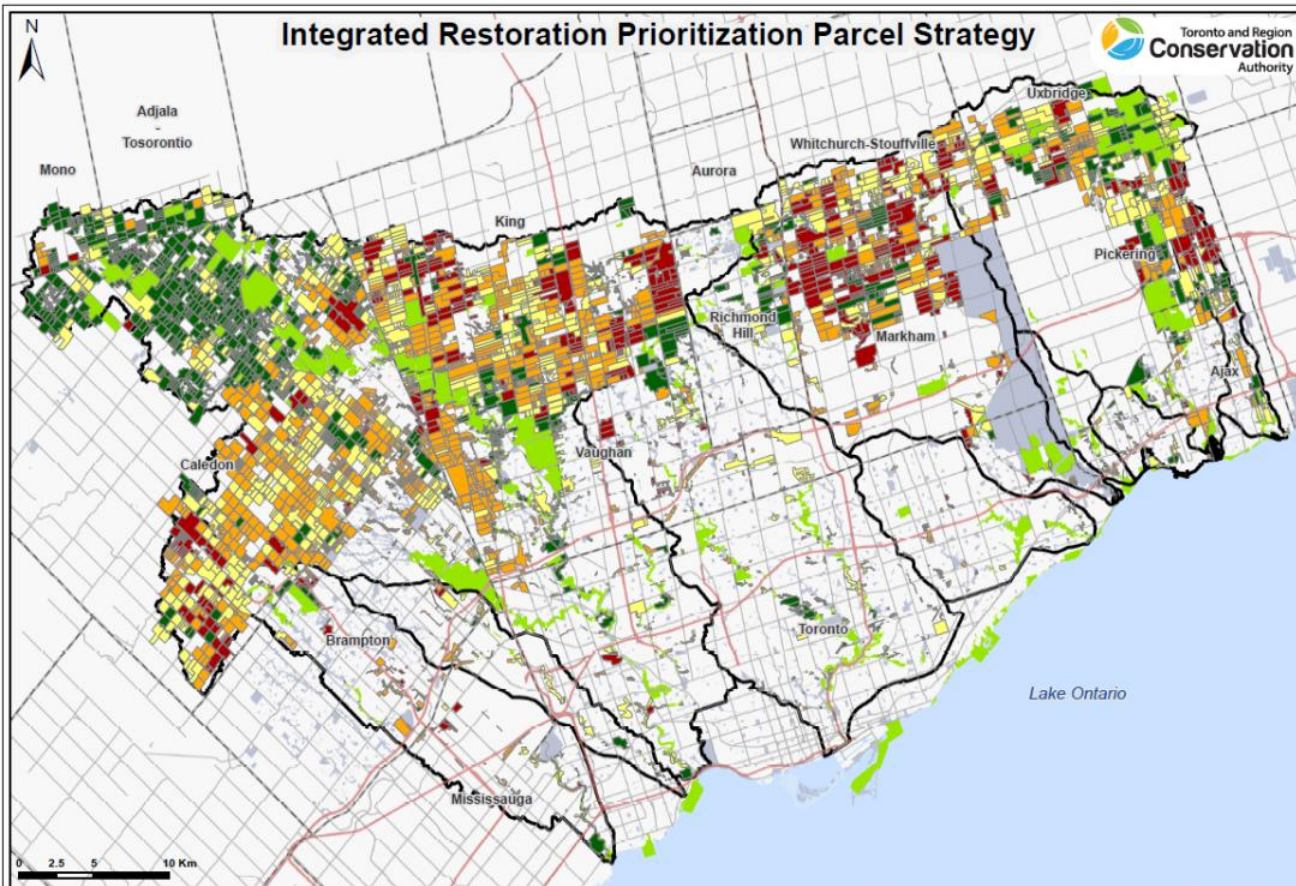 Integrated Restoration Prioritization Parcel Strategy
Toronto and Region
Conservation
Authority
N
Uxbridge
Adjala
-
Tosorontio
Whitchurch-Stouffville
Mono
Aurora
King
Pickering
Richmond
Hill
Markham
Ajax
Vaughan
Caledon
Toronto
Brampton
Lake Ontario
Mississauga
0 2.5 5 10 Km